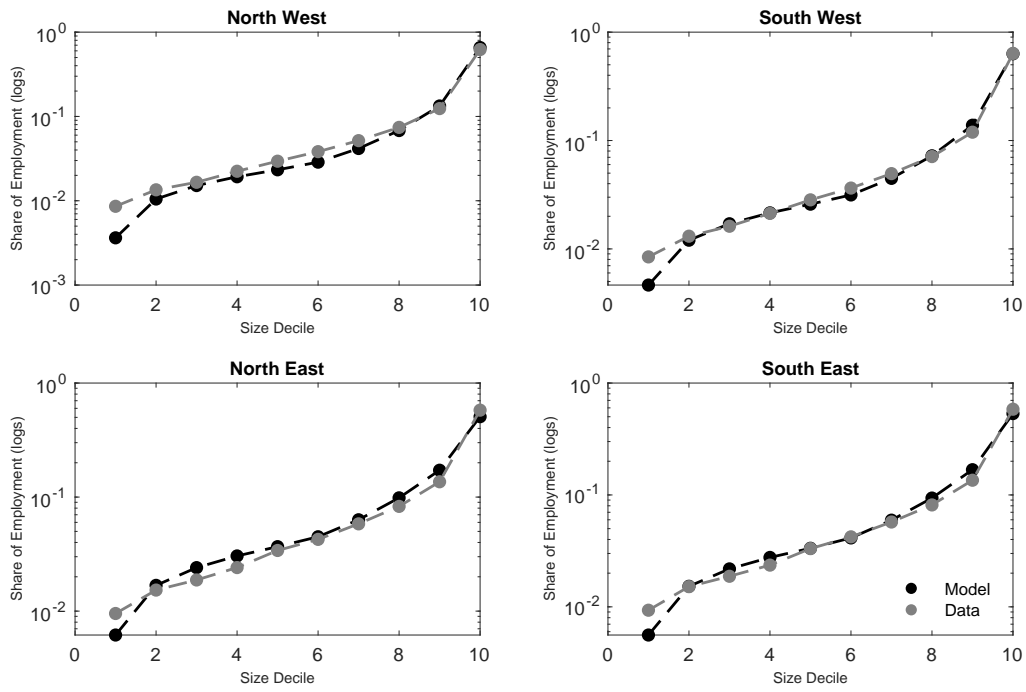 North West
10^0
10^-1
10^-2
10^-3
Share of Employment (logs)
0 2 4 6 8 10
Size Decile
South West
10^0
10^-1
10^-2
Share of Employment (logs)
0 2 4 6 8 10
Size Decile
North East
10^0
10^-1
10^-2
Share of Employment (logs)
0 2 4 6 8 10
Size Decile
South East
10^0
10^-1
10^-2
Share of Employment (logs)
Model
Data
0 2 4 6 8 10
Size Decile